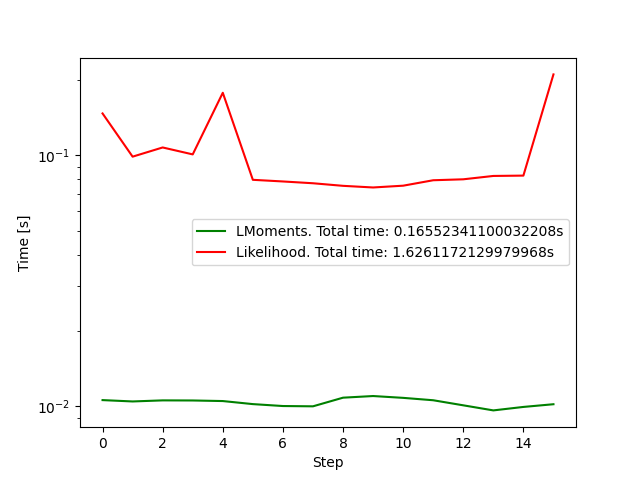 10⁻¹
10⁻²
Time [s]
LMoments. Total time: 0.16552341100032208s
Likelihood. Total time: 1.6261172129979968s
0 2 4 6 8 10 12 14
Step